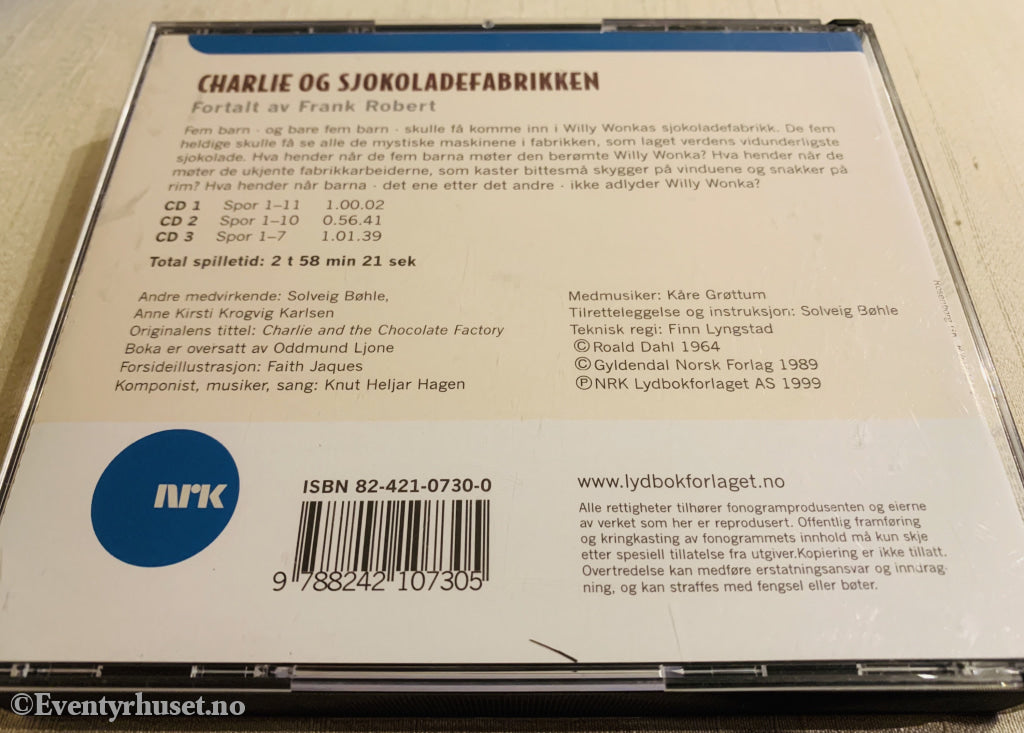 CHARLIE OG SJOKOLADEFABRIKKEN
Fortalt av Frank Robert
Fem barn - og bare fem barn - skulle få komme inn i Willy Wonkas sjokoladefabrikk. De fem
heldige skulle få se alle de mystiske maskinene i fabrikken, som laget verdens vidunderligste
sjokolade. Hva hender når de fem barna møter den berømte Willy Wonka? Hva hender når de
møter de ukjente fabrikkarbeiderne, som kaster bittesmå skygger på vinduene og snakker på
rim? Hva hender når barna - det ene etter det andre - ikke adlyder Willy Wonka?
CD 1 Spor 1–11 1.00.02
CD 2 Spor 1–10 0.56.41
CD 3 Spor 1–7 1.01.39
Total spilletid: 2 t 58 min 21 sek
Andre medvirkende: Solveig Bøhle,
Anne Kirsti Krogvig Karlsen
Originalens tittel: Charlie and the Chocolate Factory
Boka er oversatt av Oddmund Ljone
Forsideillustrasjon: Faith Jaques
Komponist, musiker, sang: Knut Heljar Hagen
Medmusiker: Kåre Grøttum
Tilretteleggelse og instruksjon: Solveig Bøhle
Teknisk regi: Finn Lyngstad
© Roald Dahl 1964
© Gyldendal Norsk Forlag 1989
℗ NRK Lydbokforlaget AS 1999
NRK
ISBN 82-421-0730-0
9 788242 107305
www.lydbokforlaget.no
Alle rettigheter tilhører fonogramprodusenten og eierne
av verket som her er reprodusert. Offentlig framføring
og kringkasting av fonogrammets innhold må kun skje
etter spesiell tillatelse fra utgiver.Kopiering er ikke tillatt.
Overtredelse kan medføre erstatningsansvar og inndrag-
ning, og kan straffes med fengsel eller bøter.
©Eventyrhuset.no